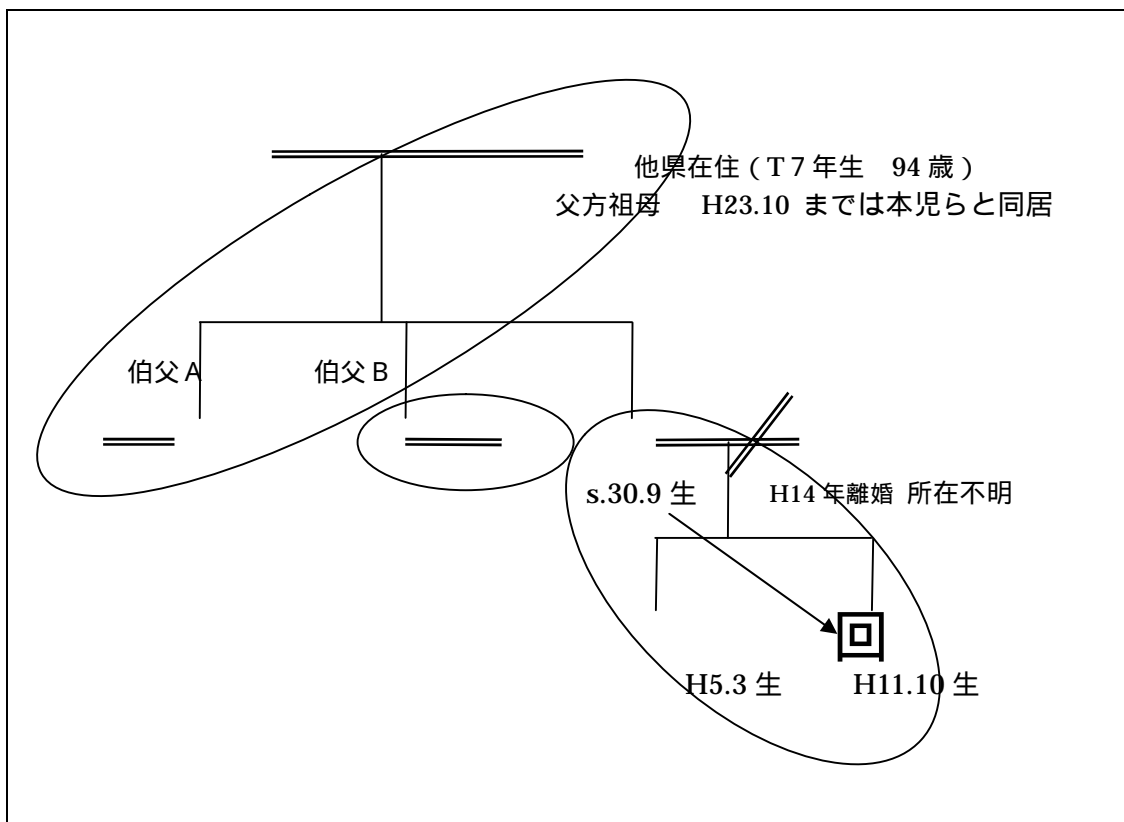 他県在住（T７年生　94 歳）
父方祖母　H23.10 までは本児らと同居
伯父A　伯父B
s.30.9 生　H14 年離婚 所在不明
H5.3 生　H11.10 生